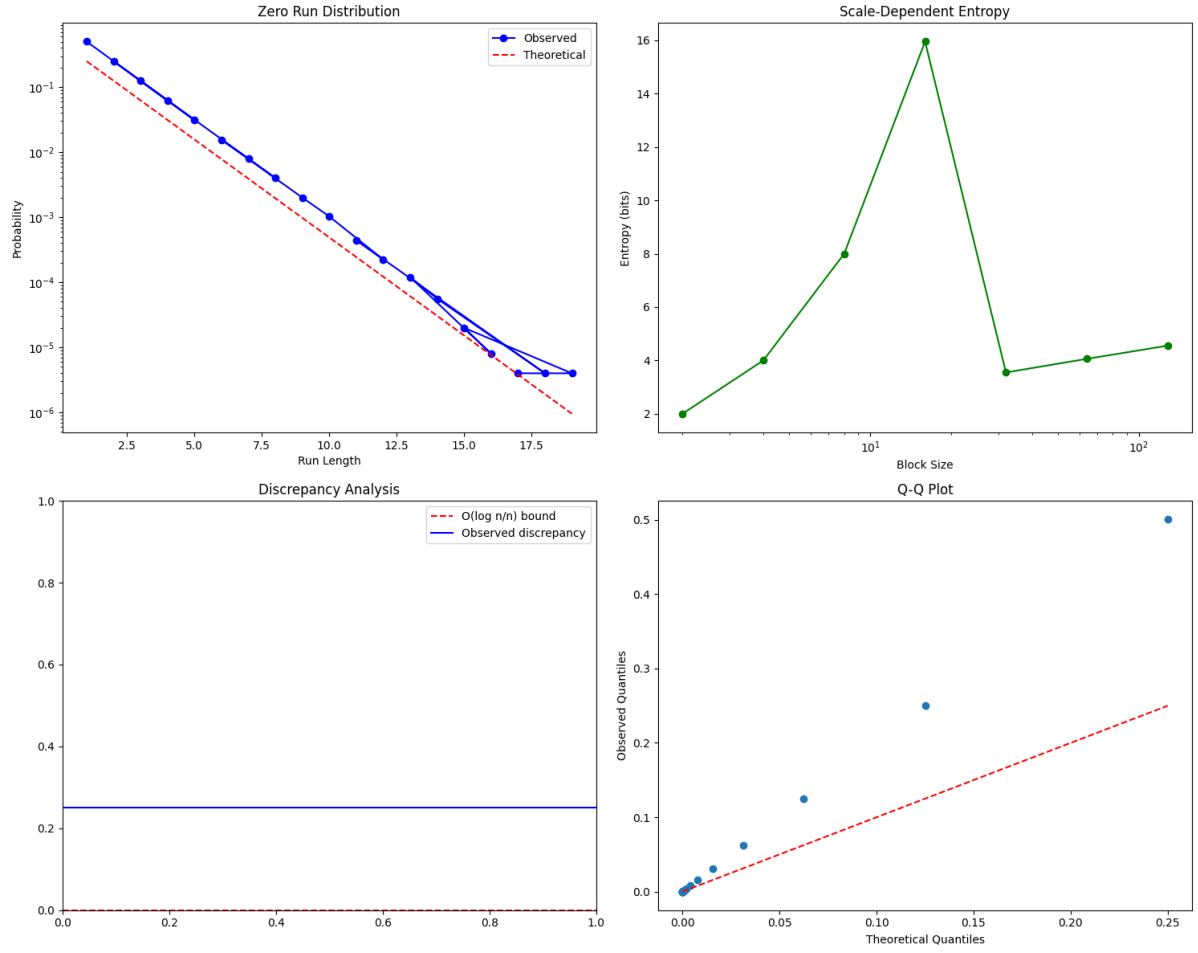 Zero Run Distribution
Observed
Theoretical
10⁻¹
10⁻²
10⁻³
10⁻⁴
10⁻⁵
10⁻⁶
Probability
2.5 5.0 7.5 10.0 12.5 15.0 17.5
Run Length
Scale-Dependent Entropy
16
14
12
10
8
6
4
2
Entropy (bits)
10¹ 10²
Block Size
Discrepancy Analysis
O(log n/n) bound
Observed discrepancy
1.0
0.8
0.6
0.4
0.2
0.0
0.0 0.2 0.4 0.6 0.8 1.0
Q-Q Plot
0.5
0.4
0.3
0.2
0.1
0.0
Observed Quantiles
0.00 0.05 0.10 0.15 0.20 0.25
Theoretical Quantiles